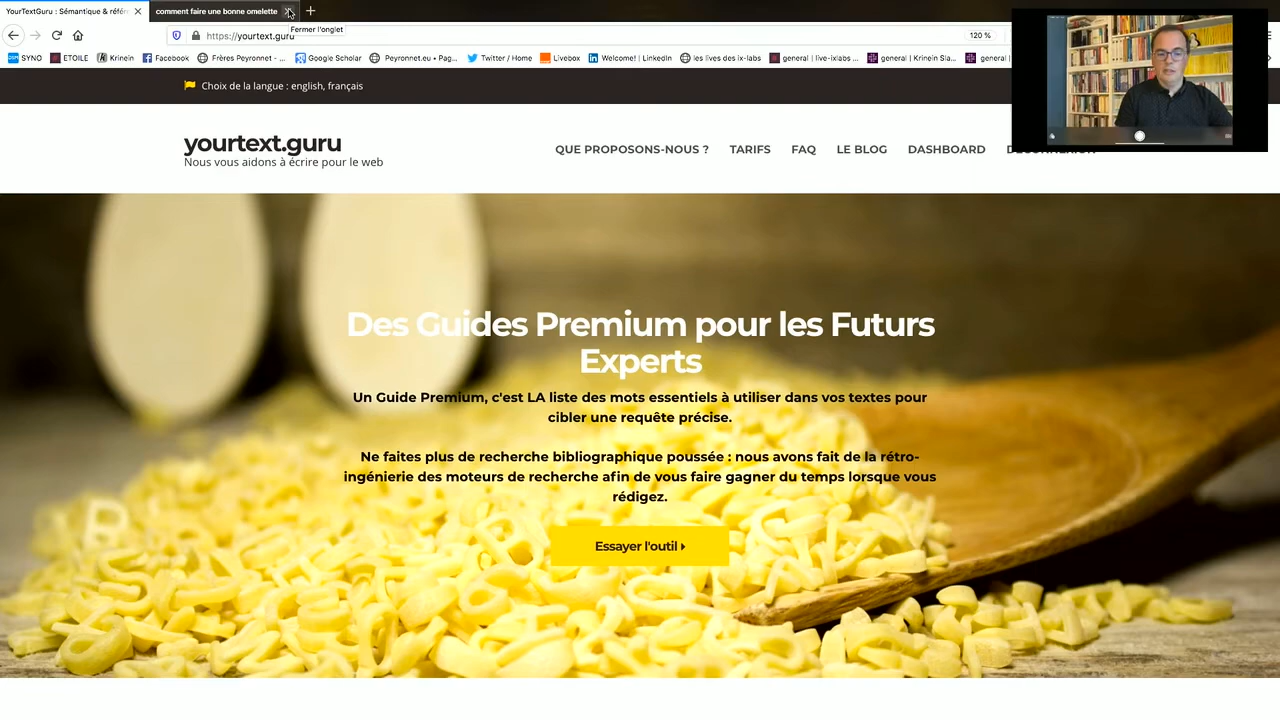 YourTextGuru : Sémantique & référ
comment faire une bonne omelette
Fermer l'onglet
https://yourtext.guru
120 %
SYNO
ETOILE
Krinein
Facebook
Frères Peyronnet - ...
Google Scholar
Peyronnet.eu • Pag...
Twitter / Home
Livebox
Welcome! | LinkedIn
les lives des ix-labs
general | live-ixlabs ...
general | Krinein Sla...
general |
Choix de la langue : english, français
yourtext.guru
Nous vous aidons à écrire pour le web
QUE PROPOSONS-NOUS ?
TARIFS
FAQ
LE BLOG
DASHBOARD
Des Guides Premium pour les Futurs
Experts
Un Guide Premium, c'est LA liste des mots essentiels à utiliser dans vos textes pour
cibler une requête précise.
Ne faites plus de recherche bibliographique poussée : nous avons fait de la rétro-
ingénierie des moteurs de recherche afin de vous faire gagner du temps lorsque vous
rédigez.
Essayer l'outil